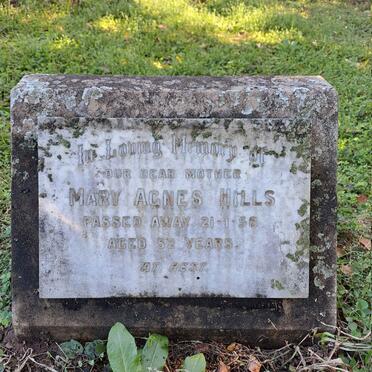 In Loving Memory of
OUR DEAR MOTHER
MARY AGNES HILLS
PASSED AWAY 21-1-56
AGED 52 YEARS.
AT REST.